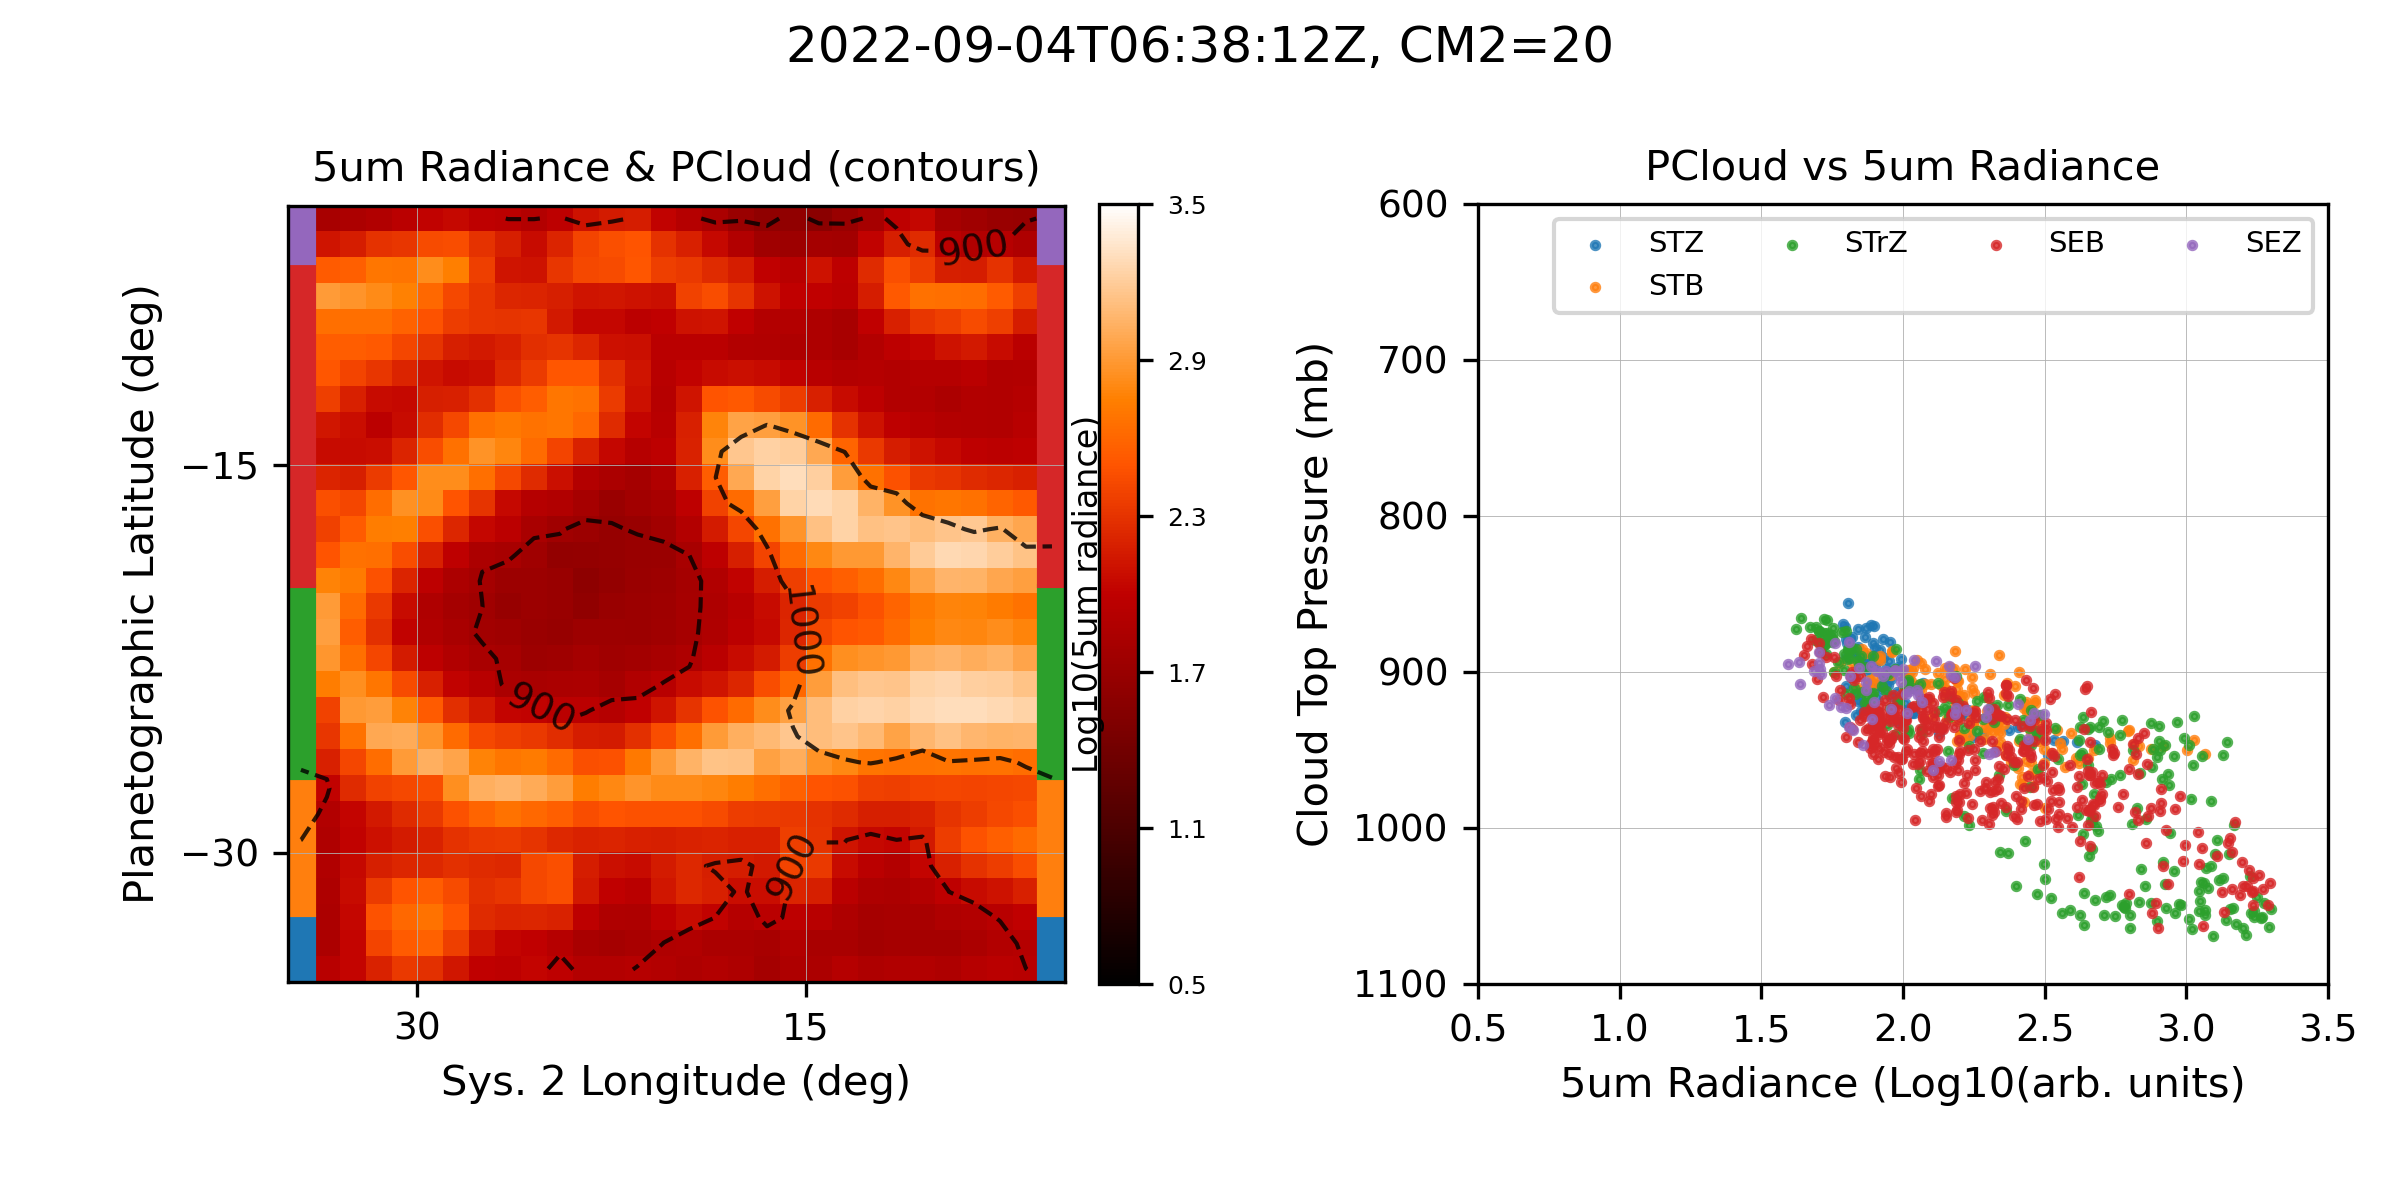 2022-09-04T06:38:12Z, CM2=20
5um Radiance & PCloud (contours)
Planetographic Latitude (deg)
−15
−30
30
15
Sys. 2 Longitude (deg)
900
1000
900
900
3.5
2.9
2.3
1.7
1.1
0.5
Log10(5um radiance)
PCloud vs 5um Radiance
Cloud Top Pressure (mb)
600
700
800
900
1000
1100
STZ
STrZ
SEB
SEZ
STB
0.5
1.0
1.5
2.0
2.5
3.0
3.5
5um Radiance (Log10(arb. units)